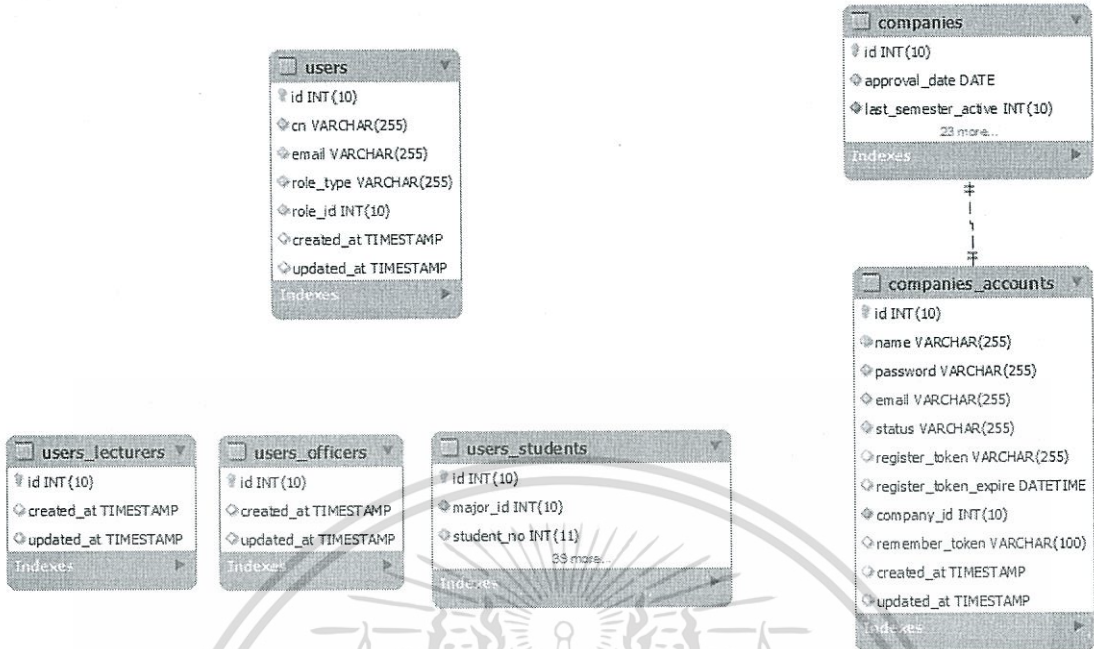 companies
id INT(10)
approval_date DATE
last_semester_active INT(10)
23 more...
Indexes
users
id INT(10)
cn VARCHAR(255)
email VARCHAR(255)
role_type VARCHAR(255)
role_id INT(10)
created_at TIMESTAMP
updated_at TIMESTAMP
Indexes
companies_accounts
id INT(10)
name VARCHAR(255)
password VARCHAR(255)
email VARCHAR(255)
status VARCHAR(255)
register_token VARCHAR(255)
register_token_expire DATETIME
company_id INT(10)
remember_token VARCHAR(100)
created_at TIMESTAMP
updated_at TIMESTAMP
Indexes
users_lecturers
id INT(10)
created_at TIMESTAMP
updated_at TIMESTAMP
Indexes
users_officers
id INT(10)
created_at TIMESTAMP
updated_at TIMESTAMP
Indexes
users_students
id INT(10)
major_id INT(10)
student_no INT(11)
39 more...
Indexes